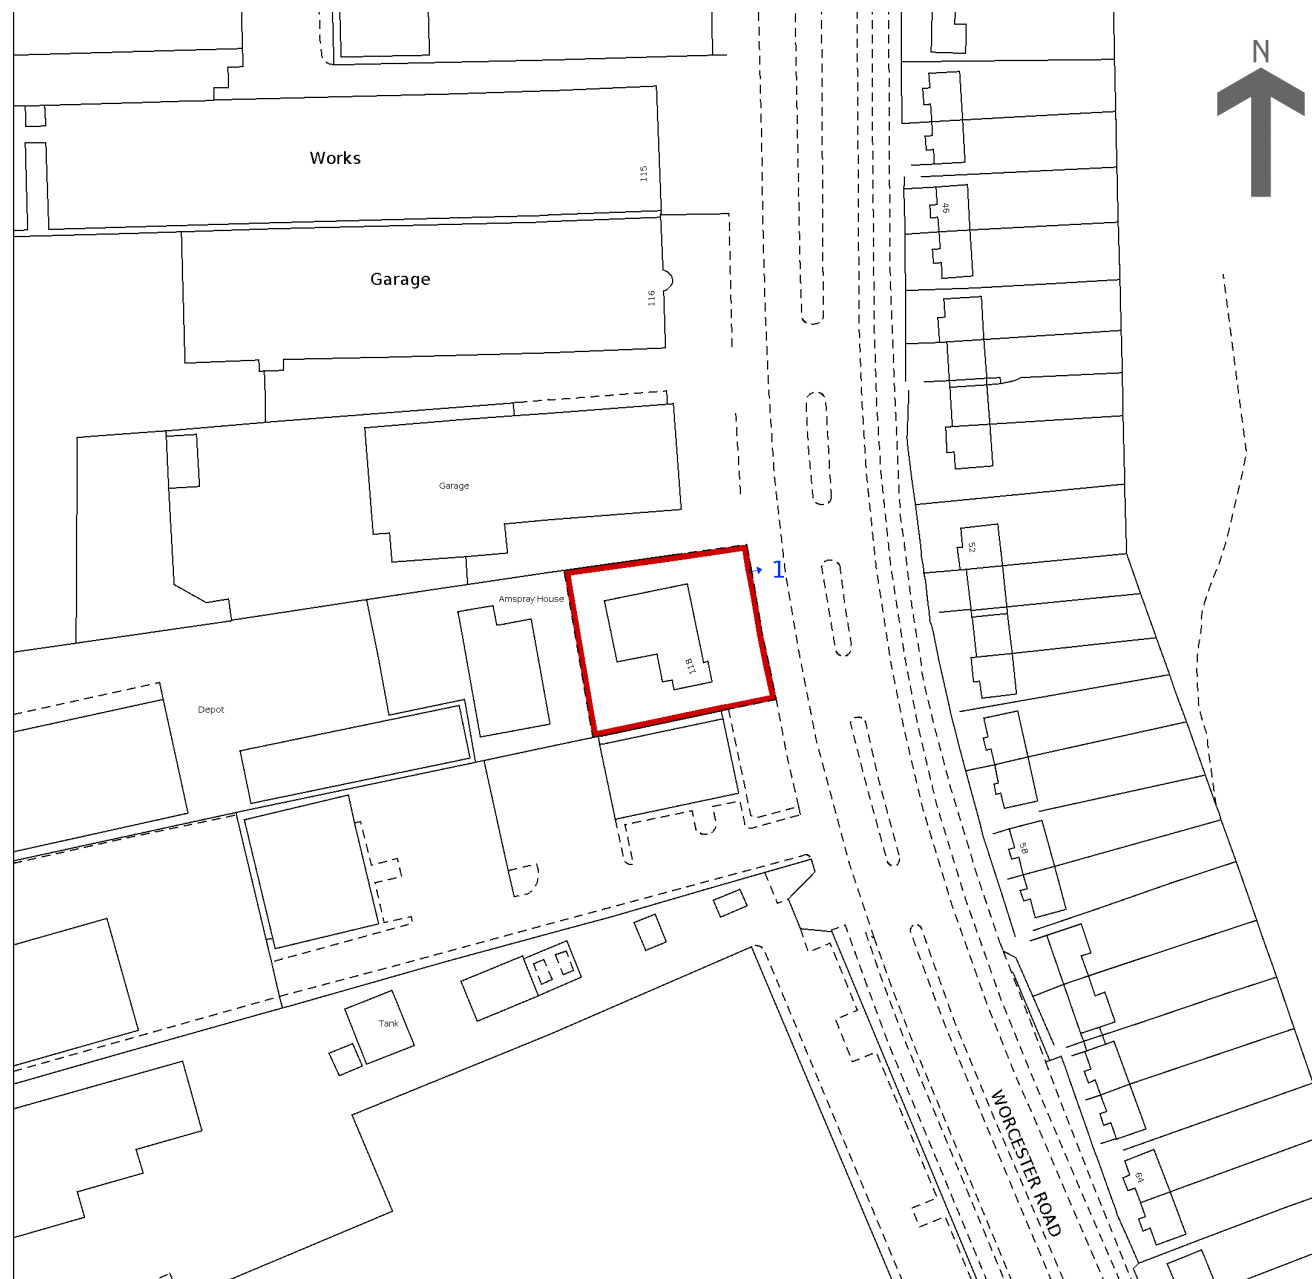 N
Works
115
46
Garage
116
Garage
52
1
Amspray House
118
Depot
58
Tank
WORCESTER ROAD
64